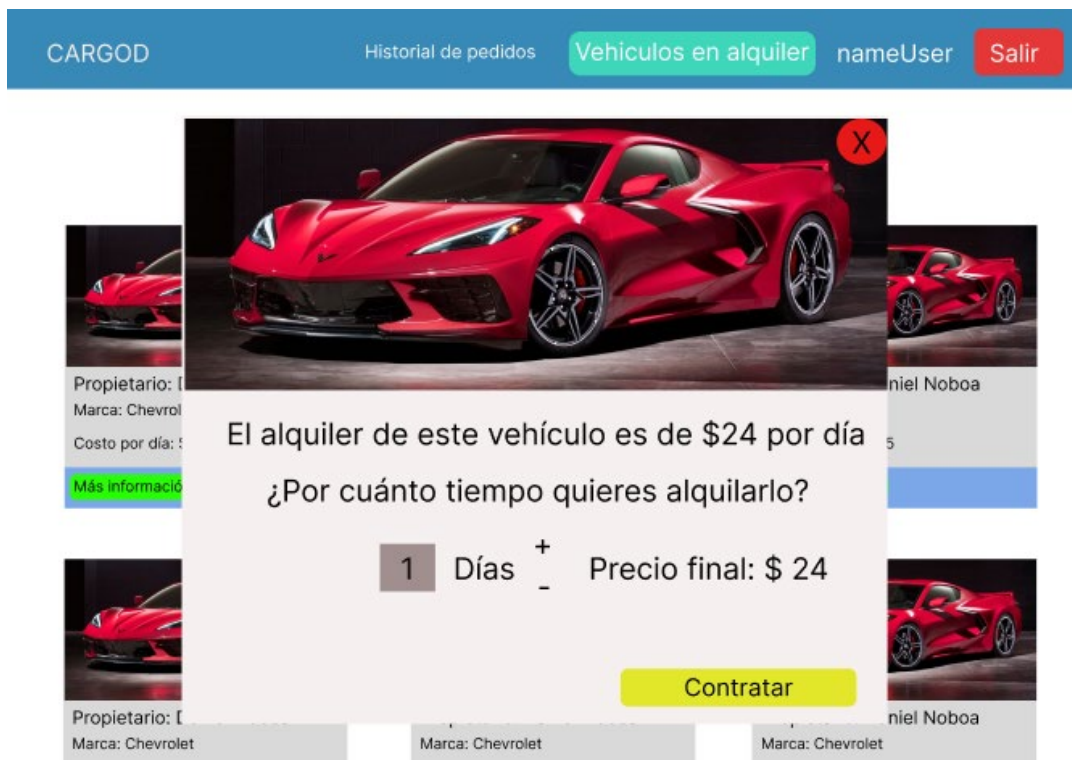 CARGOD Historial de pedidos Vehiculos en alquiler nameUser Salir
X
Propietario:
niel Noboa
Marca: Chevrol
Costo por día:
5
Más informació
El alquiler de este vehículo es de $24 por día
¿Por cuánto tiempo quieres alquilarlo?
1 Días + - Precio final: $ 24
Contratar
Propietario:
niel Noboa
Marca: Chevrolet
Marca: Chevrolet
Marca: Chevrolet